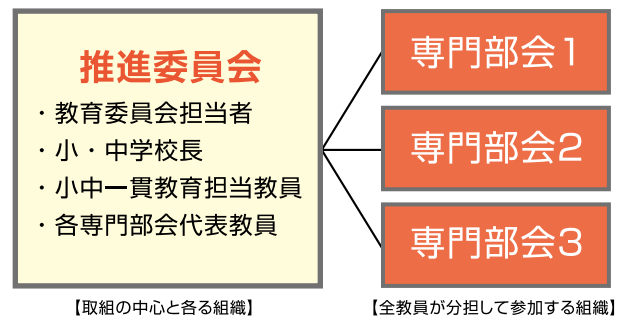 推進委員会
・教育委員会担当者
・小・中学校長
・小中一貫教育担当教員
・各専門部会代表教員
専門部会1
専門部会2
専門部会3
【取組の中心と各る組織】
【全教員が分担して参加する組織】